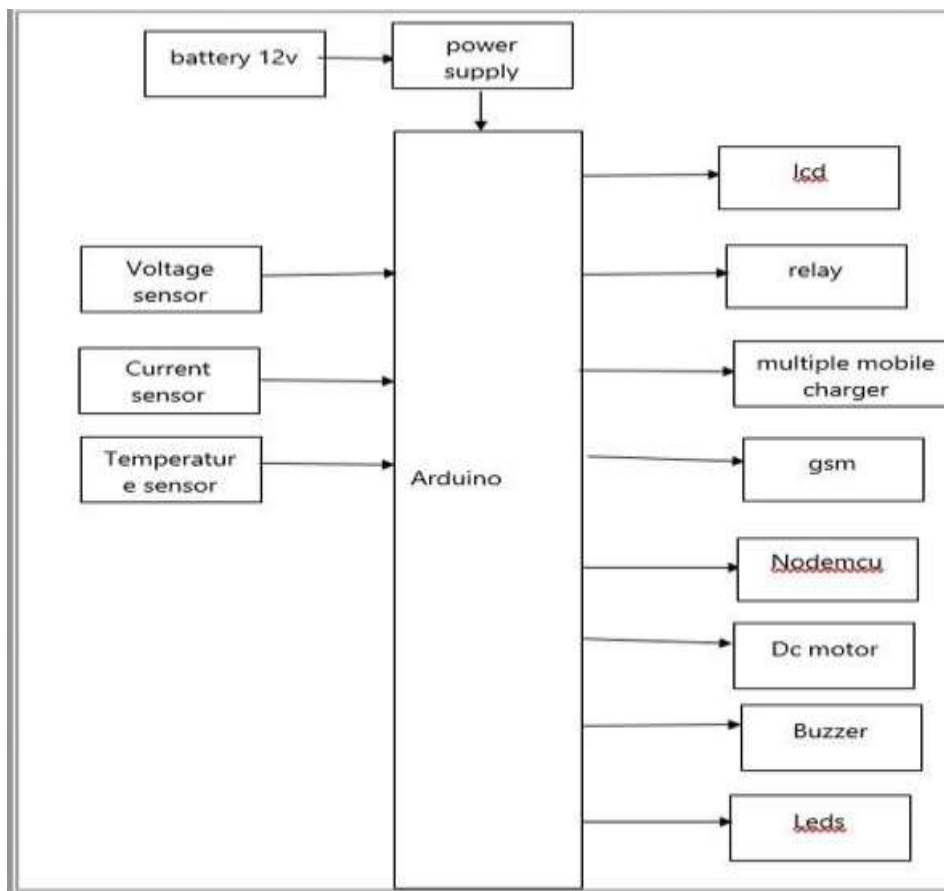 battery 12v
power
supply
lcd
Voltage
sensor
relay
Current
sensor
multiple mobile
charger
Temperatur
e sensor
Arduino
gsm
Nodemcu
Dc motor
Buzzer
Leds